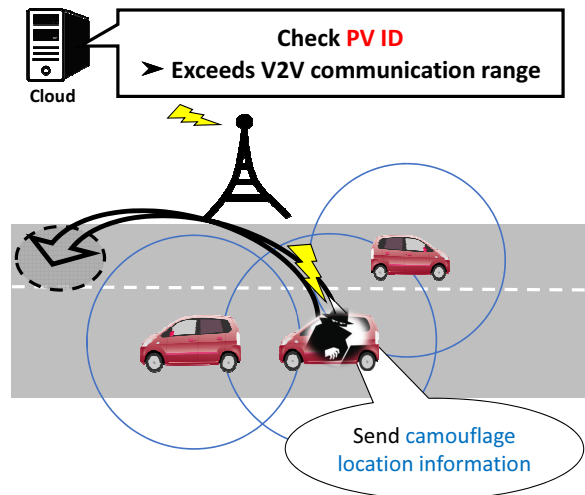 Check PV ID
➤ Exceeds V2V communication range
Cloud
Send camouflage
location information